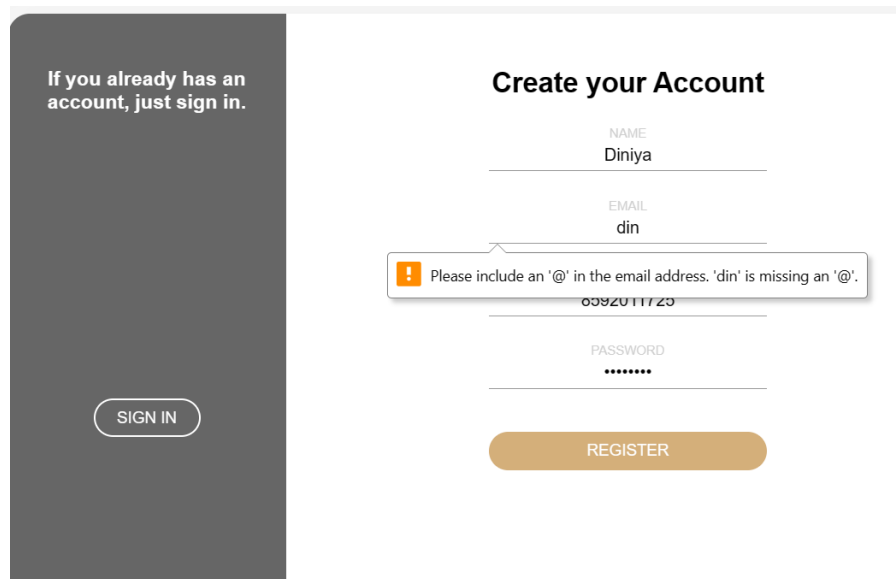 If you already has an
account, just sign in.
SIGN IN
Create your Account
NAME
Diniya
EMAIL
din
Please include an '@' in the email address. 'din' is missing an '@'.
8592011725
PASSWORD
••••••••
REGISTER